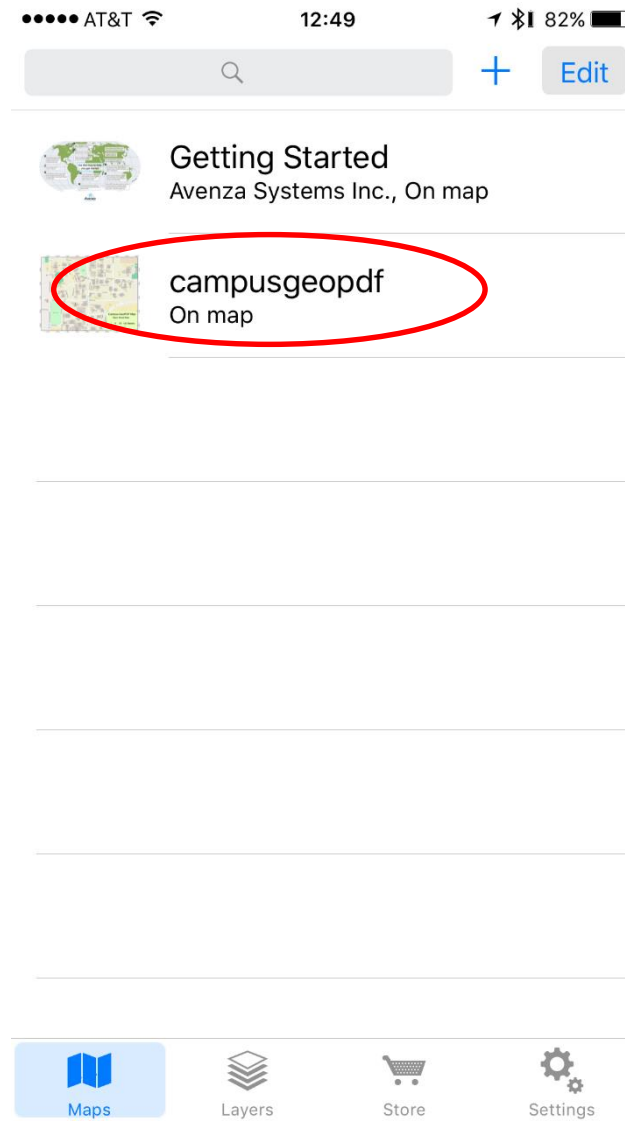 ●●●●● AT&T 12:49 82%
+ Edit
Getting Started
Avenza Systems Inc., On map
campusgeopdf
On map
Maps Layers Store Settings